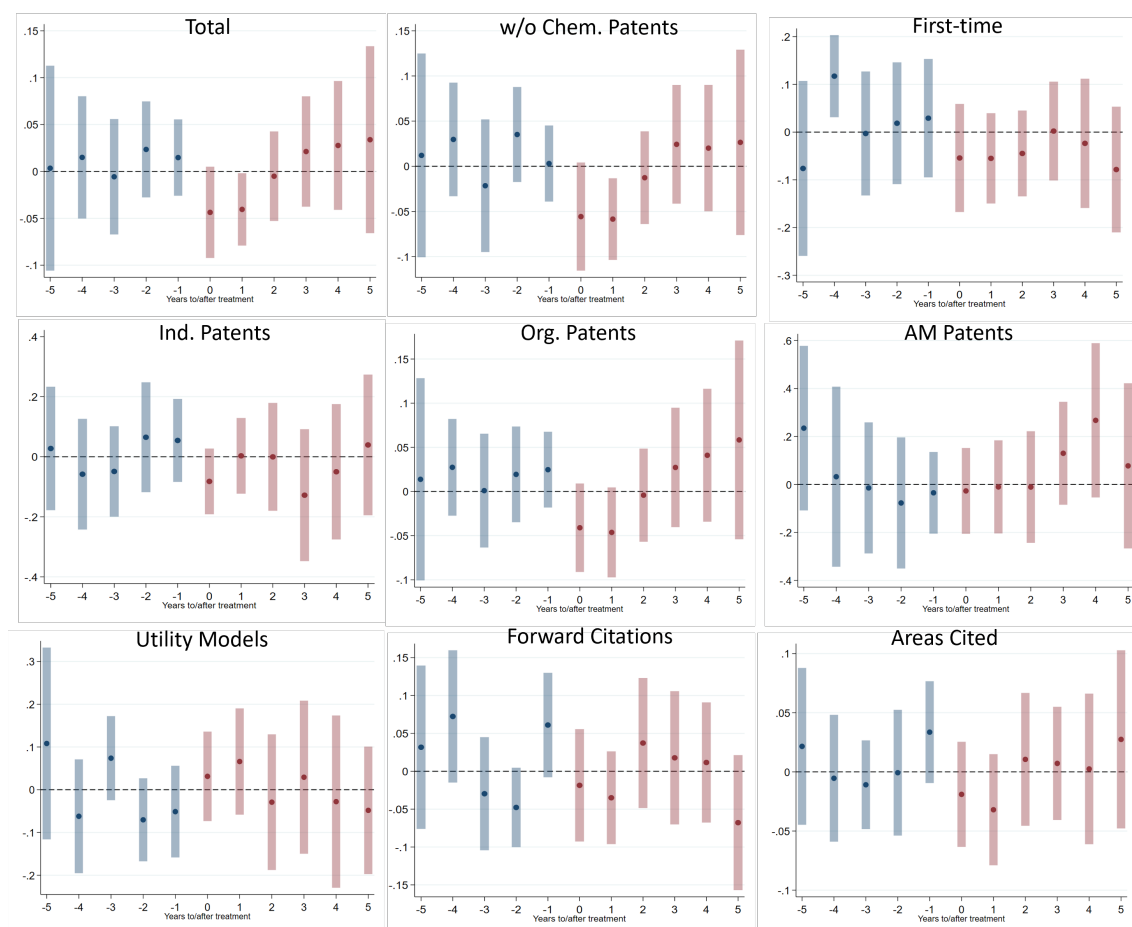 Total
.15
.1
.05
0
-.05
-.1
-5 -4 -3 -2 -1 0 1 2 3 4 5
Years to/after treatment
w/o Chem. Patents
.15
.1
.05
0
-.05
-.1
-5 -4 -3 -2 -1 0 1 2 3 4 5
Years to/after treatment
First-time
.2
.1
0
-.1
-.2
-.3
-5 -4 -3 -2 -1 0 1 2 3 4 5
Years to/after treatment
Ind. Patents
.4
.2
0
-.2
-.4
-5 -4 -3 -2 -1 0 1 2 3 4 5
Years to/after treatment
Org. Patents
.15
.1
.05
0
-.05
-.1
-5 -4 -3 -2 -1 0 1 2 3 4 5
Years to/after treatment
AM Patents
.6
.4
.2
0
-.2
-.4
-5 -4 -3 -2 -1 0 1 2 3 4 5
Years to/after treatment
Utility Models
.3
.2
.1
0
-.1
-.2
-5 -4 -3 -2 -1 0 1 2 3 4 5
Years to/after treatment
Forward Citations
.15
.1
.05
0
-.05
-.1
-.15
-5 -4 -3 -2 -1 0 1 2 3 4 5
Years to/after treatment
Areas Cited
.1
.05
0
-.05
-.1
-5 -4 -3 -2 -1 0 1 2 3 4 5
Years to/after treatment